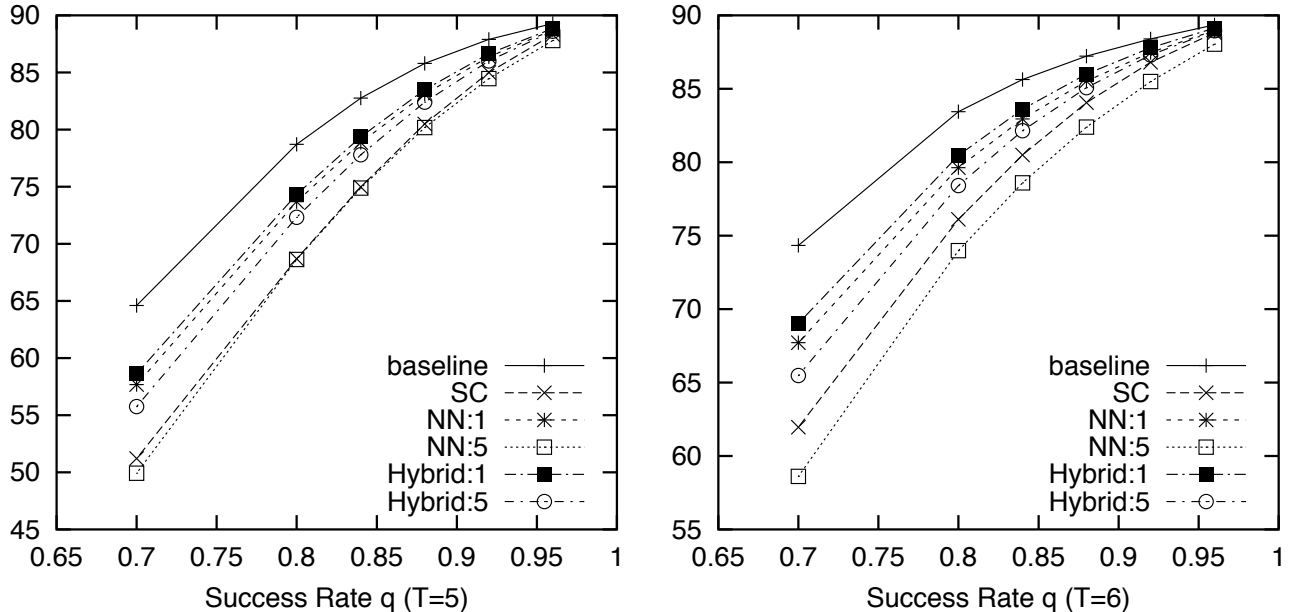 90
85
80
75
70
65
60
55
50
45
baseline
SC
NN:1
NN:5
Hybrid:1
Hybrid:5
0.65 0.7 0.75 0.8 0.85 0.9 0.95 1
Success Rate q (T=5)
90
85
80
75
70
65
60
55
baseline
SC
NN:1
NN:5
Hybrid:1
Hybrid:5
0.65 0.7 0.75 0.8 0.85 0.9 0.95 1
Success Rate q (T=6)